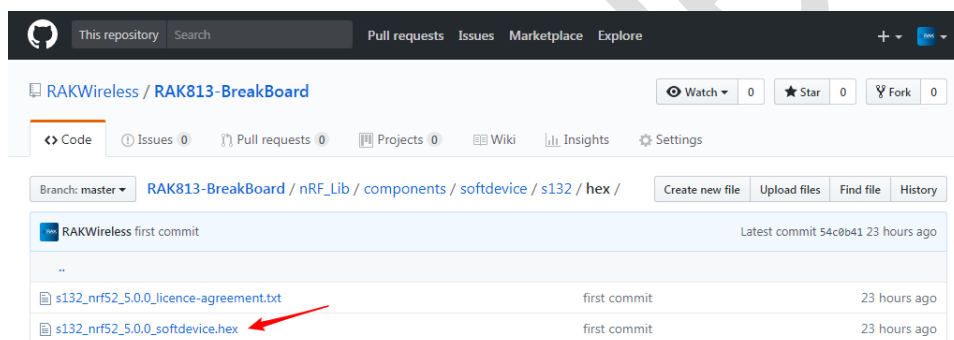 This repository Search Pull requests Issues Marketplace Explore
RAKWireless / RAK813-BreakBoard Watch 0 Star 0 Fork 0
Code Issues 0 Pull requests 0 Projects 0 Wiki Insights Settings
Branch: master RAK813-BreakBoard / nRF_Lib / components / softdevice / s132 / hex / Create new file Upload files Find file History
RAKWireless first commit Latest commit 54c0b41 23 hours ago
..
s132_nrf52_5.0.0_licence-agreement.txt first commit 23 hours ago
s132_nrf52_5.0.0_softdevice.hex first commit 23 hours ago